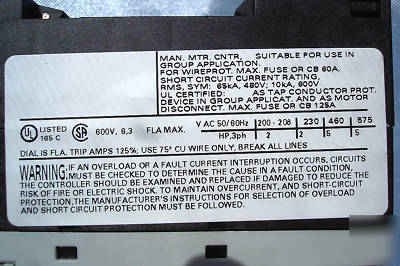 MAN. MTR. CNTR, SUITABLE FOR USE IN
GROUP APPLICATION.
FOR WIREPROT. MAX. FUSE OR CB 60A.
SHORT CIRCUIT CURRENT RATING,
RMS, SYM: 65kA, 480V; 10kA, 600V
UL CERTIFIED: AS TAP CONDUCTOR PROT.
DEVICE IN GROUP APPLICAT. AND AS MOTOR
DISCONNECT. MAX. FUSE OR CB 125A
UL LISTED 165 C 600V, 6,3 FLA MAX.
V AC 50/60Hz 200 - 208 230 460 575
HP,3ph 2 2 5 5
DIAL IS FLA. TRIP AMPS 125%; USE 75° CU WIRE ONLY, BREAK ALL LINES
WARNING: IF AN OVERLOAD OR A FAULT CURRENT INTERRUPTION OCCURS, CIRCUITS
MUST BE CHECKED TO DETERMINE THE CAUSE IN A FAULT CONDITION,
THE CONTROLLER SHOULD BE EXAMINED AND REPLACED IF DAMAGED. RISK
OF FIRE OR ELECTRIC SHOCK. TO MAINTAIN OVERCURRENT, AND SHORT-CIRCUIT
PROTECTION,THE MANUFACTURER'S INSTRUCTIONS FOR SELECTION OF OVERLOAD
AND SHORT CIRCUIT PROTECTION MUST BE FOLLOWED